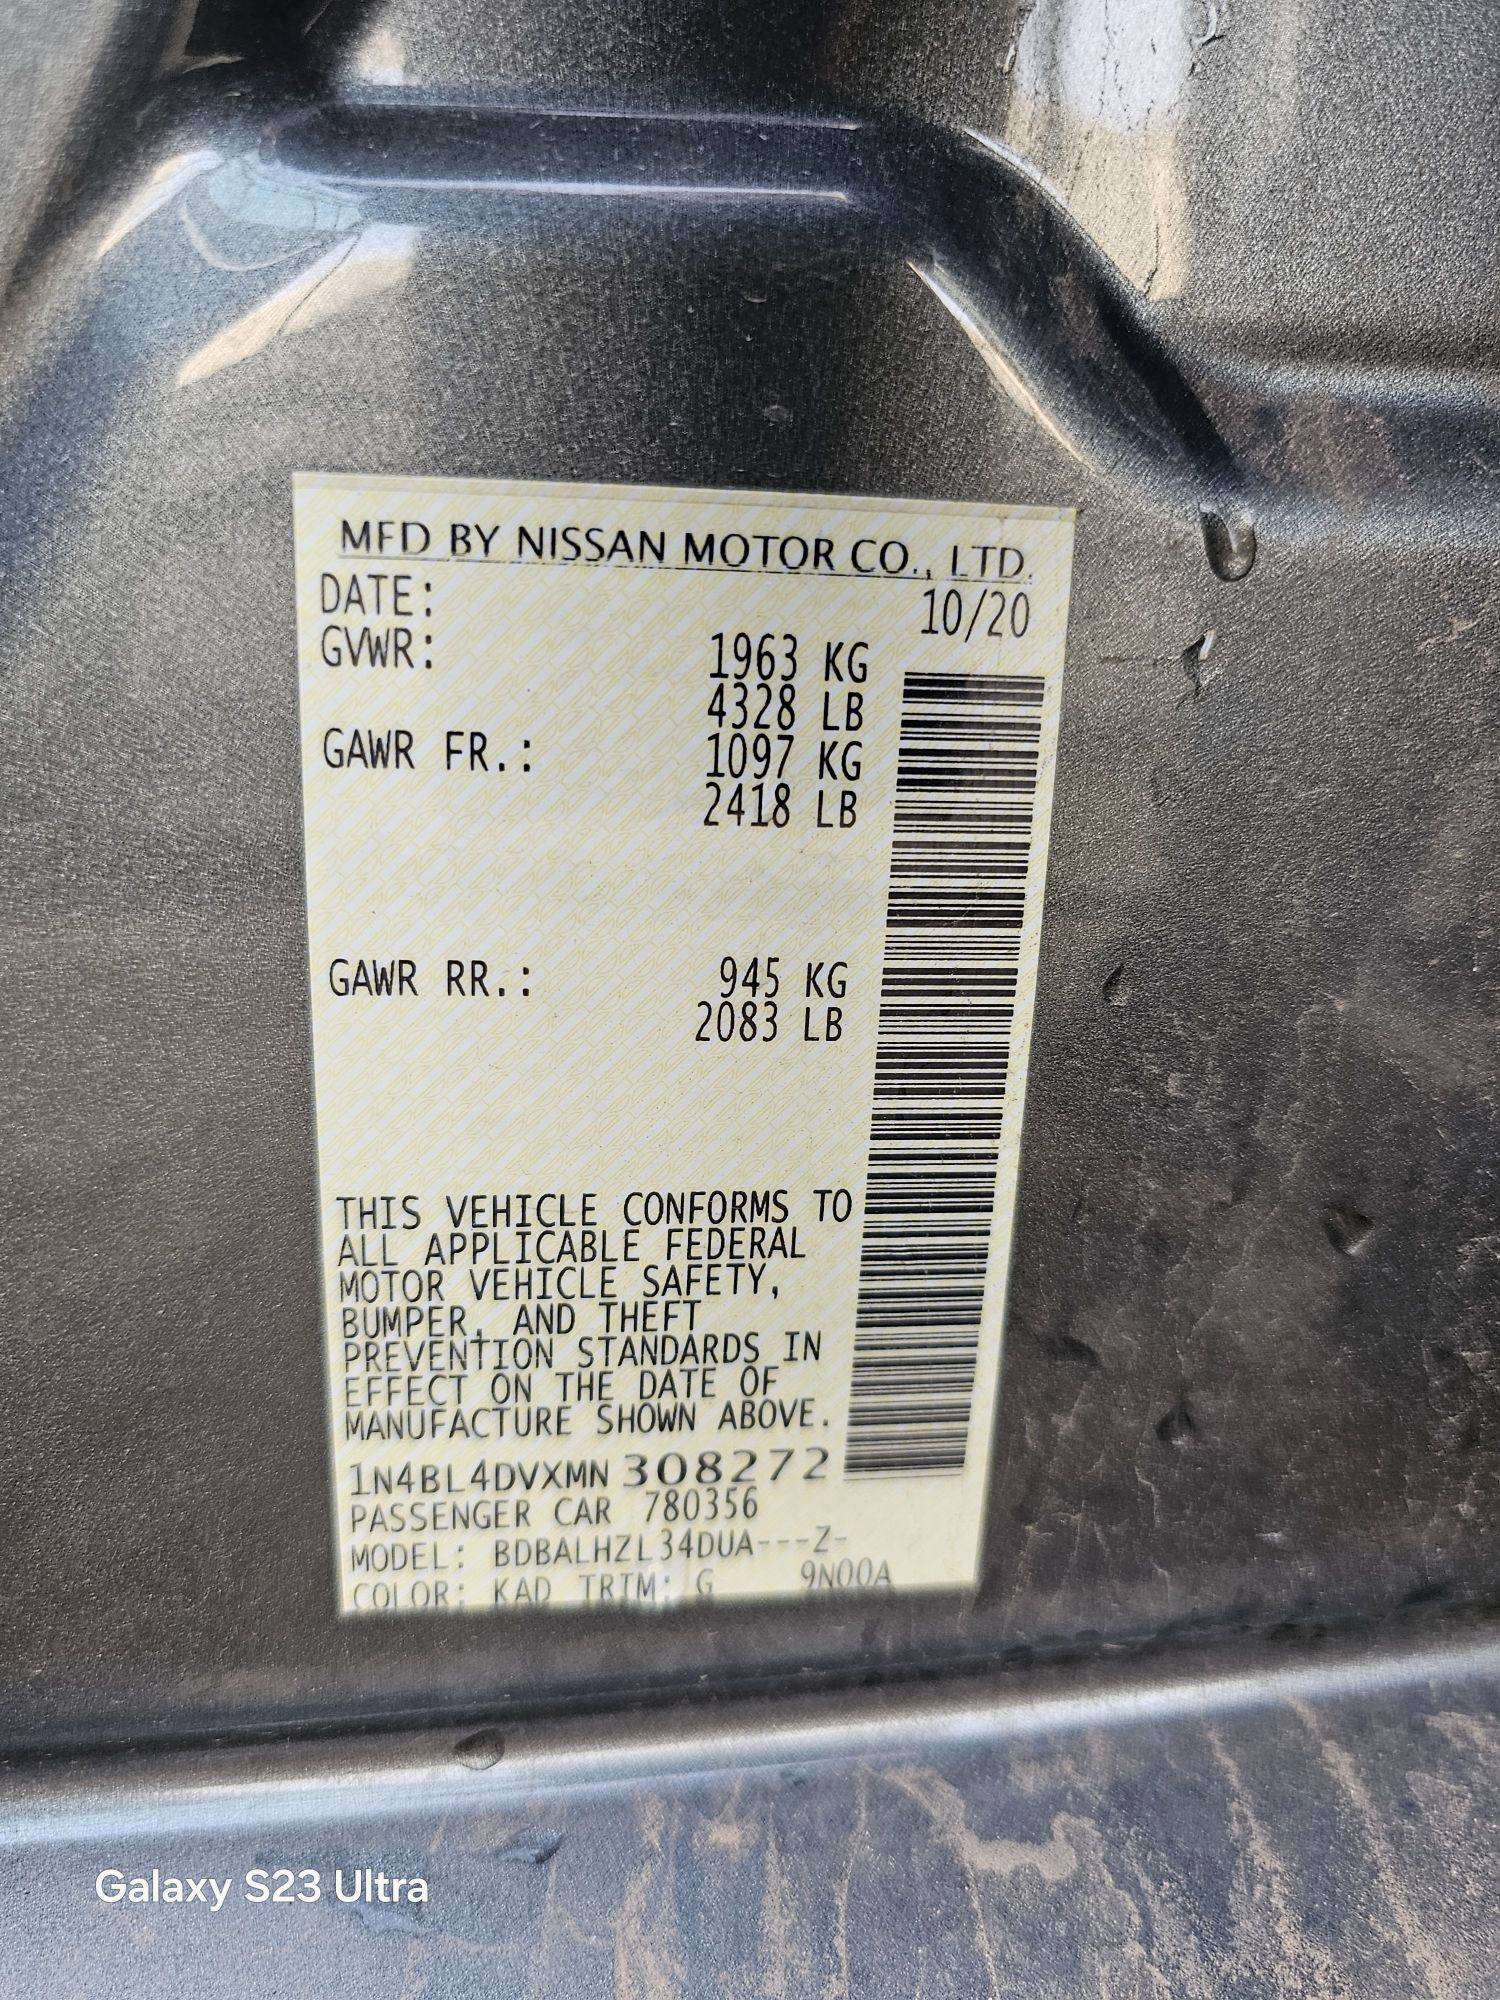 MFD BY NISSAN MOTOR CO., LTD.
DATE: 10/20
GVWR: 1963 KG
4328 LB
GAWR FR.: 1097 KG
2418 LB
GAWR RR.: 945 KG
2083 LB
THIS VEHICLE CONFORMS TO
ALL APPLICABLE FEDERAL
MOTOR VEHICLE SAFETY,
BUMPER, AND THEFT
PREVENTION STANDARDS IN
EFFECT ON THE DATE OF
MANUFACTURE SHOWN ABOVE.
1N4BL4DVXMN 308272
PASSENGER CAR 780356
MODEL: BDBALHZL34DUA---Z-
COLOR: KAD TRIM: G 9N00A
Galaxy S23 Ultra